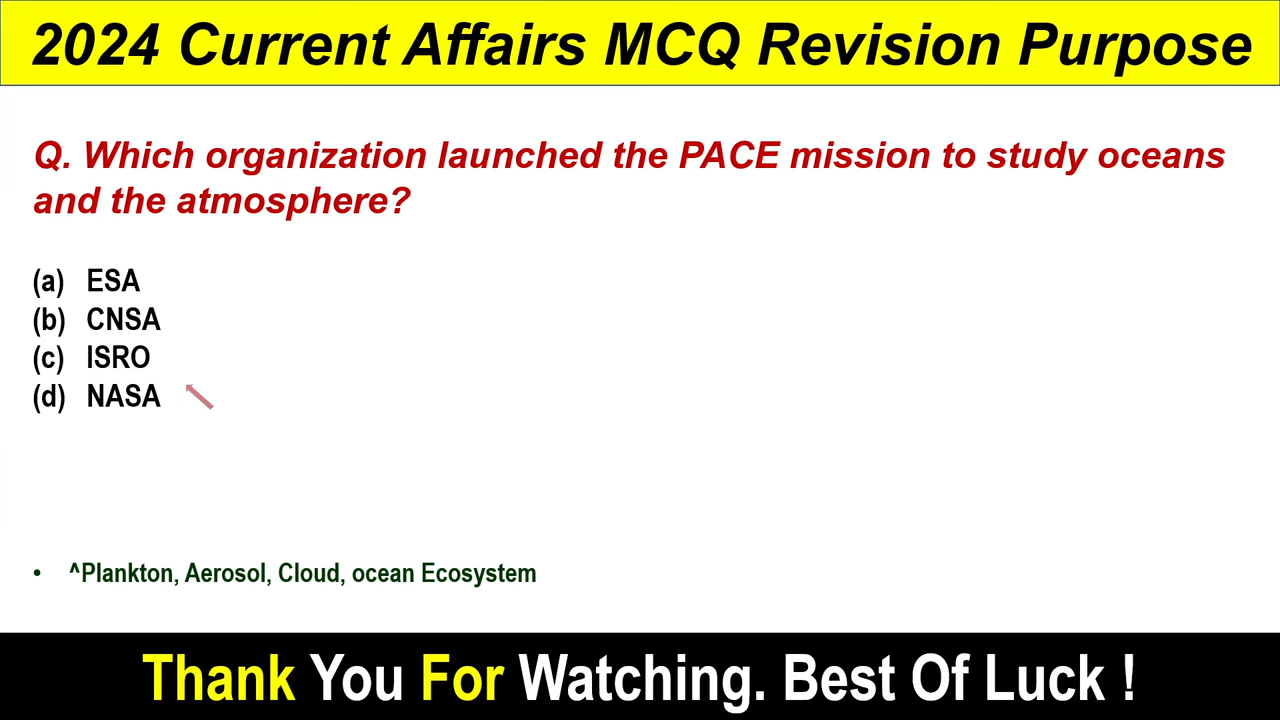 2024 Current Affairs MCQ Revision Purpose
Q. Which organization launched the PACE mission to study oceans
and the atmosphere?
(a) ESA
(b) CNSA
(c) ISRO
(d) NASA
• ^Plankton, Aerosol, Cloud, ocean Ecosystem
Thank You For Watching. Best Of Luck !